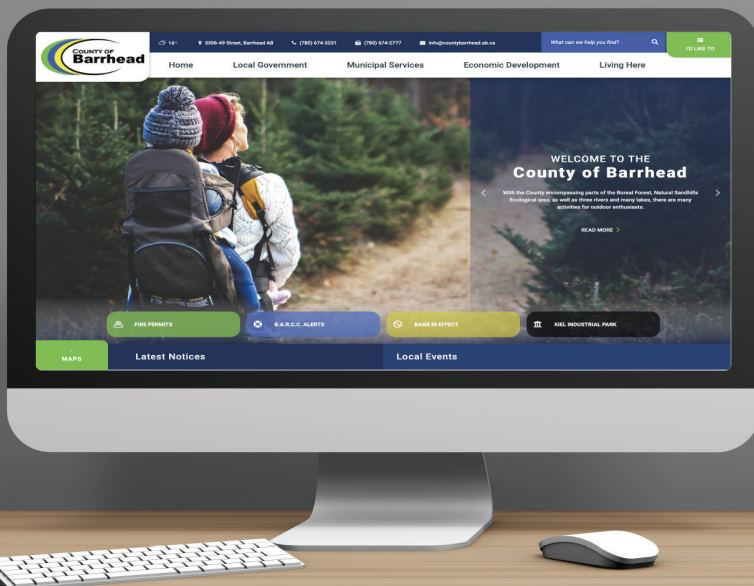 COUNTY OF
Barrhead
16°
5306-49 Street, Barrhead AB
(780) 674-3331
(780) 674-2777
info@countybarrhead.ab.ca
What can we help you find?
I'D LIKE TO
Home
Local Government
Municipal Services
Economic Development
Living Here
WELCOME TO THE
County of Barrhead
With the County encompassing parts of the Boreal Forest, Natural Sandhills
Ecological area, as well as three rivers and many lakes, there are many
activities for outdoor enthusiasts.
READ MORE >
FIRE PERMITS
B.A.R.C.C. ALERTS
BANS IN EFFECT
KIEL INDUSTRIAL PARK
MAPS
Latest Notices
Local Events